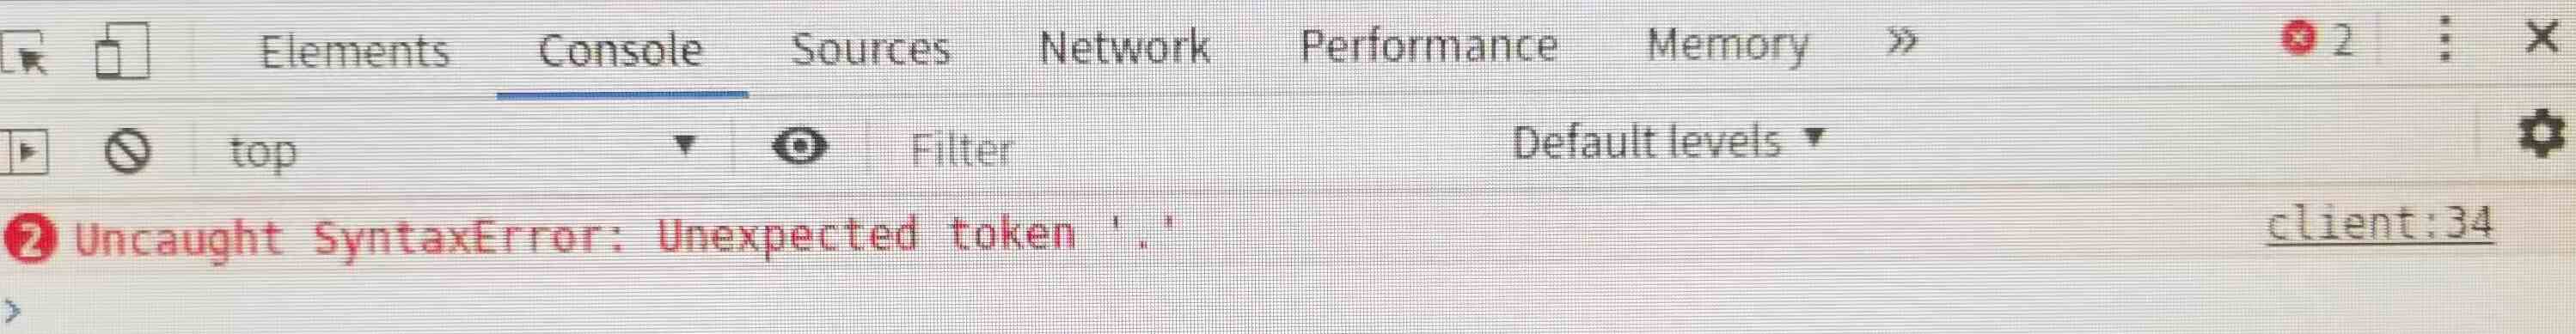 Elements Console Sources Network Performance Memory » 2
top Filter Default levels
2 Uncaught SyntaxError: Unexpected token '.' client:34